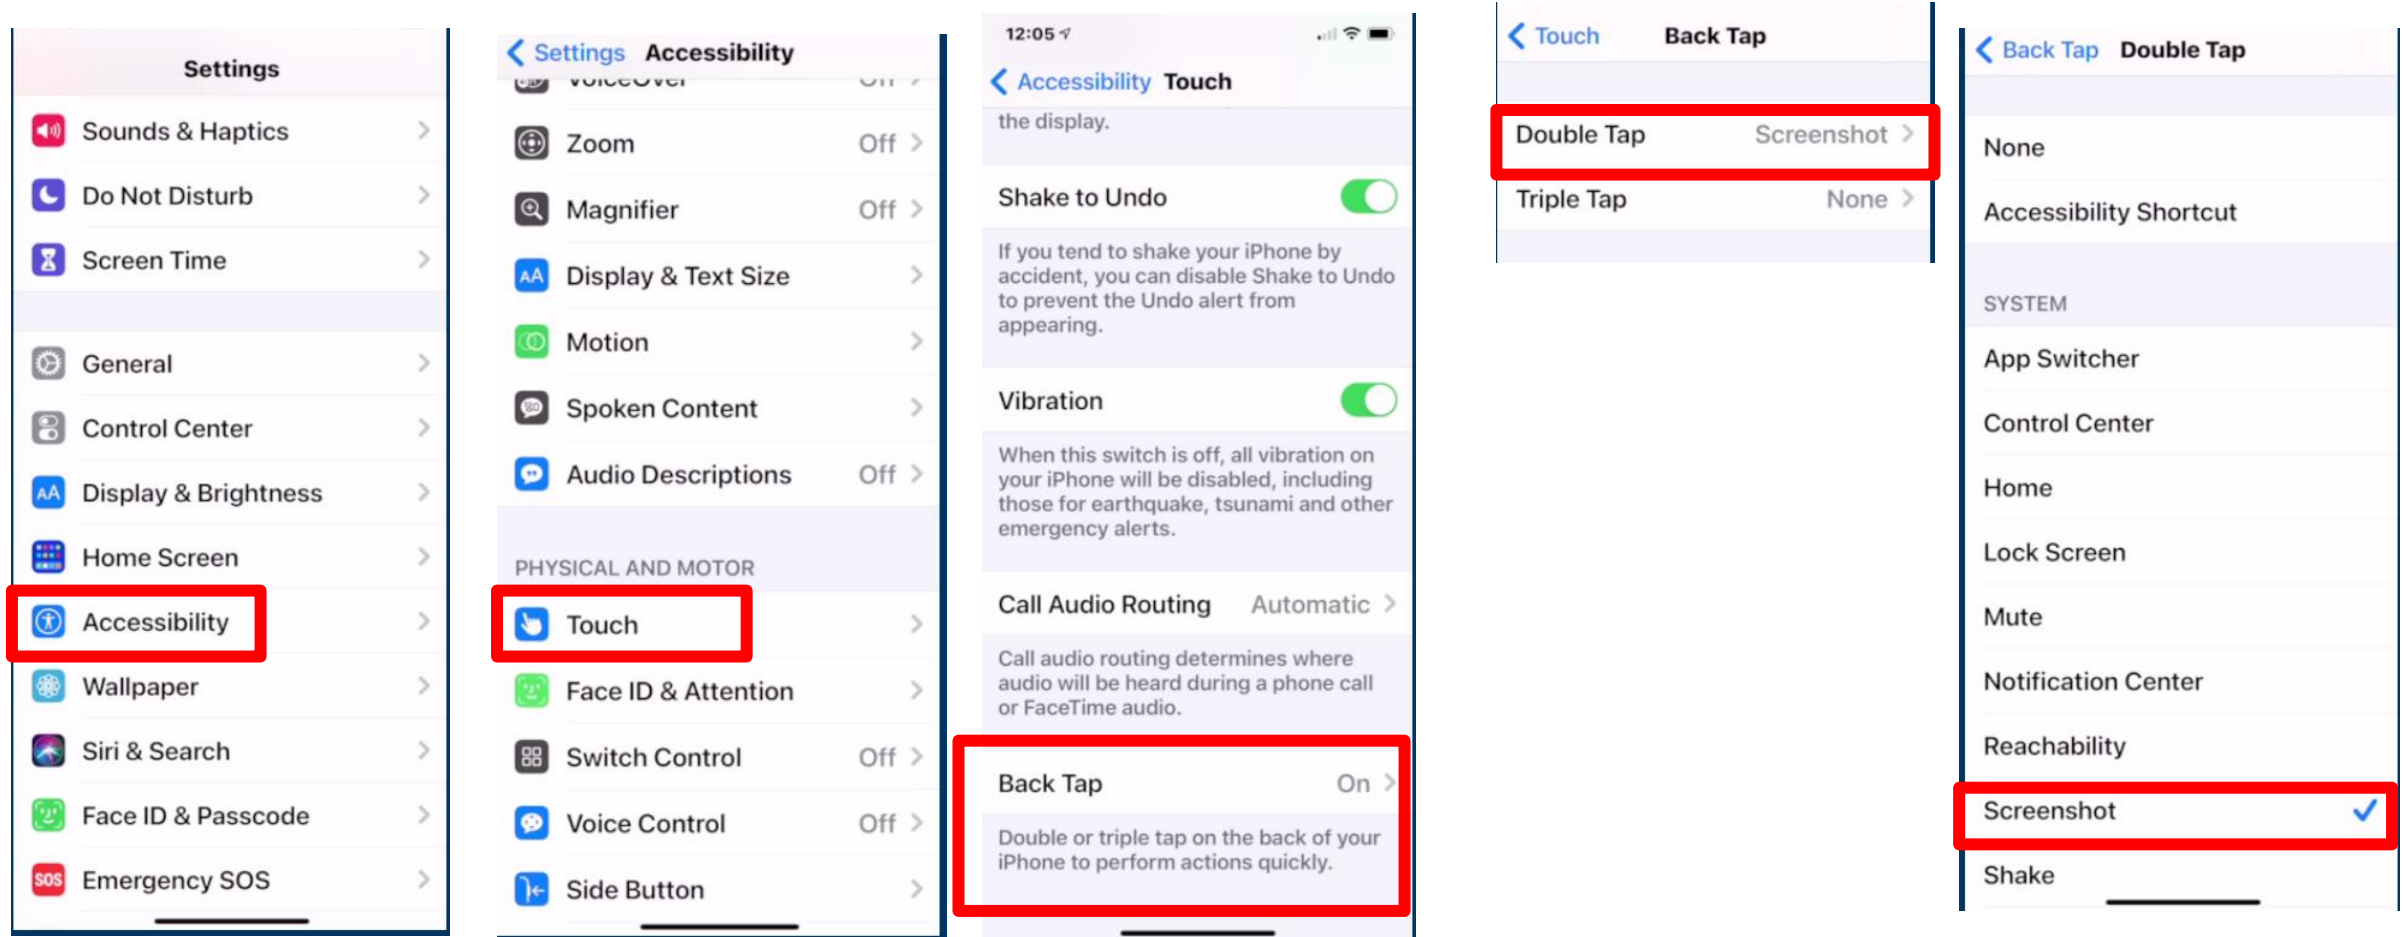 Settings
Sounds & Haptics
Do Not Disturb
Screen Time
General
Control Center
AA Display & Brightness
Home Screen
Accessibility
Wallpaper
Siri & Search
Face ID & Passcode
SOS Emergency SOS
Settings Accessibility
VoiceOver Off
Zoom Off
Magnifier Off
AA Display & Text Size
Motion
Spoken Content
Audio Descriptions Off
PHYSICAL AND MOTOR
Touch
Face ID & Attention
Switch Control Off
Voice Control Off
Side Button
12:05
Accessibility Touch
the display.
Shake to Undo
If you tend to shake your iPhone by
accident, you can disable Shake to Undo
to prevent the Undo alert from
appearing.
Vibration
When this switch is off, all vibration on
your iPhone will be disabled, including
those for earthquake, tsunami and other
emergency alerts.
Call Audio Routing Automatic
Call audio routing determines where
audio will be heard during a phone call
or FaceTime audio.
Back Tap On
Double or triple tap on the back of your
iPhone to perform actions quickly.
Touch Back Tap
Double Tap Screenshot
Triple Tap None
Back Tap Double Tap
None
Accessibility Shortcut
SYSTEM
App Switcher
Control Center
Home
Lock Screen
Mute
Notification Center
Reachability
Screenshot
Shake